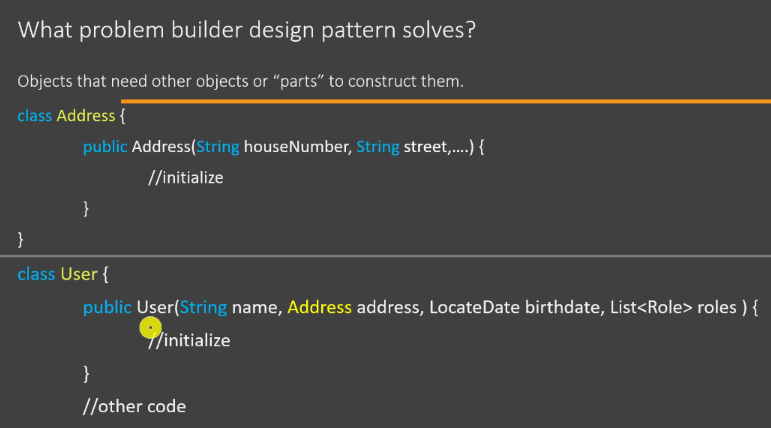 What problem builder design pattern solves?
Objects that need other objects or “parts” to construct them.
class Address {
public Address(String houseNumber, String street,....) {
//initialize
}
}
class User {
public User(String name, Address address, LocateDate birthdate, List<Role> roles ) {
//initialize
}
//other code